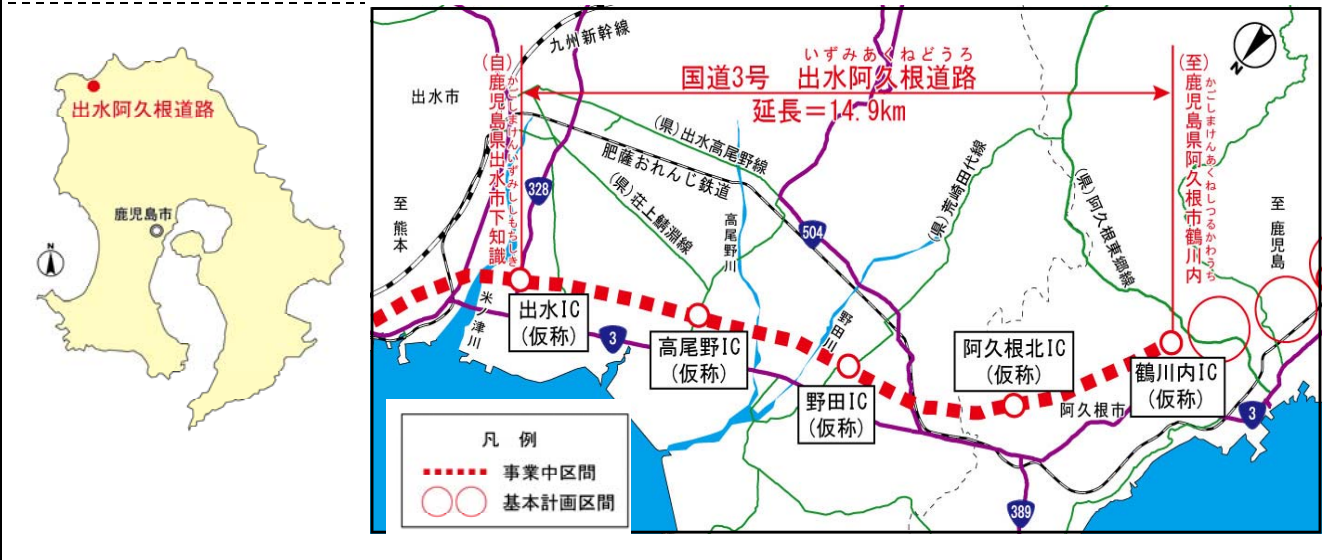 出水阿久根道路
鹿児島市
N
九州新幹線
出水市
(自)鹿児島県出水市下知識
かごしまけんいずみししもちしき
いずみあくねどうろ
国道3号 出水阿久根道路
延長=14.9km
(至)鹿児島県阿久根市鶴川内
かごしまけんあくねしつるかわうち
N
(県)出水高尾野線
肥薩おれんじ鉄道
(県)荘上鯖淵線
328
504
高尾野川
(県)荒崎田代線
(県)阿久根東郷線
至 熊本
至 鹿児島
米ノ津川
野田川
出水IC
(仮称)
3
高尾野IC
(仮称)
野田IC
(仮称)
阿久根北IC
(仮称)
鶴川内IC
(仮称)
阿久根市
3
389
凡 例
事業中区間
基本計画区間